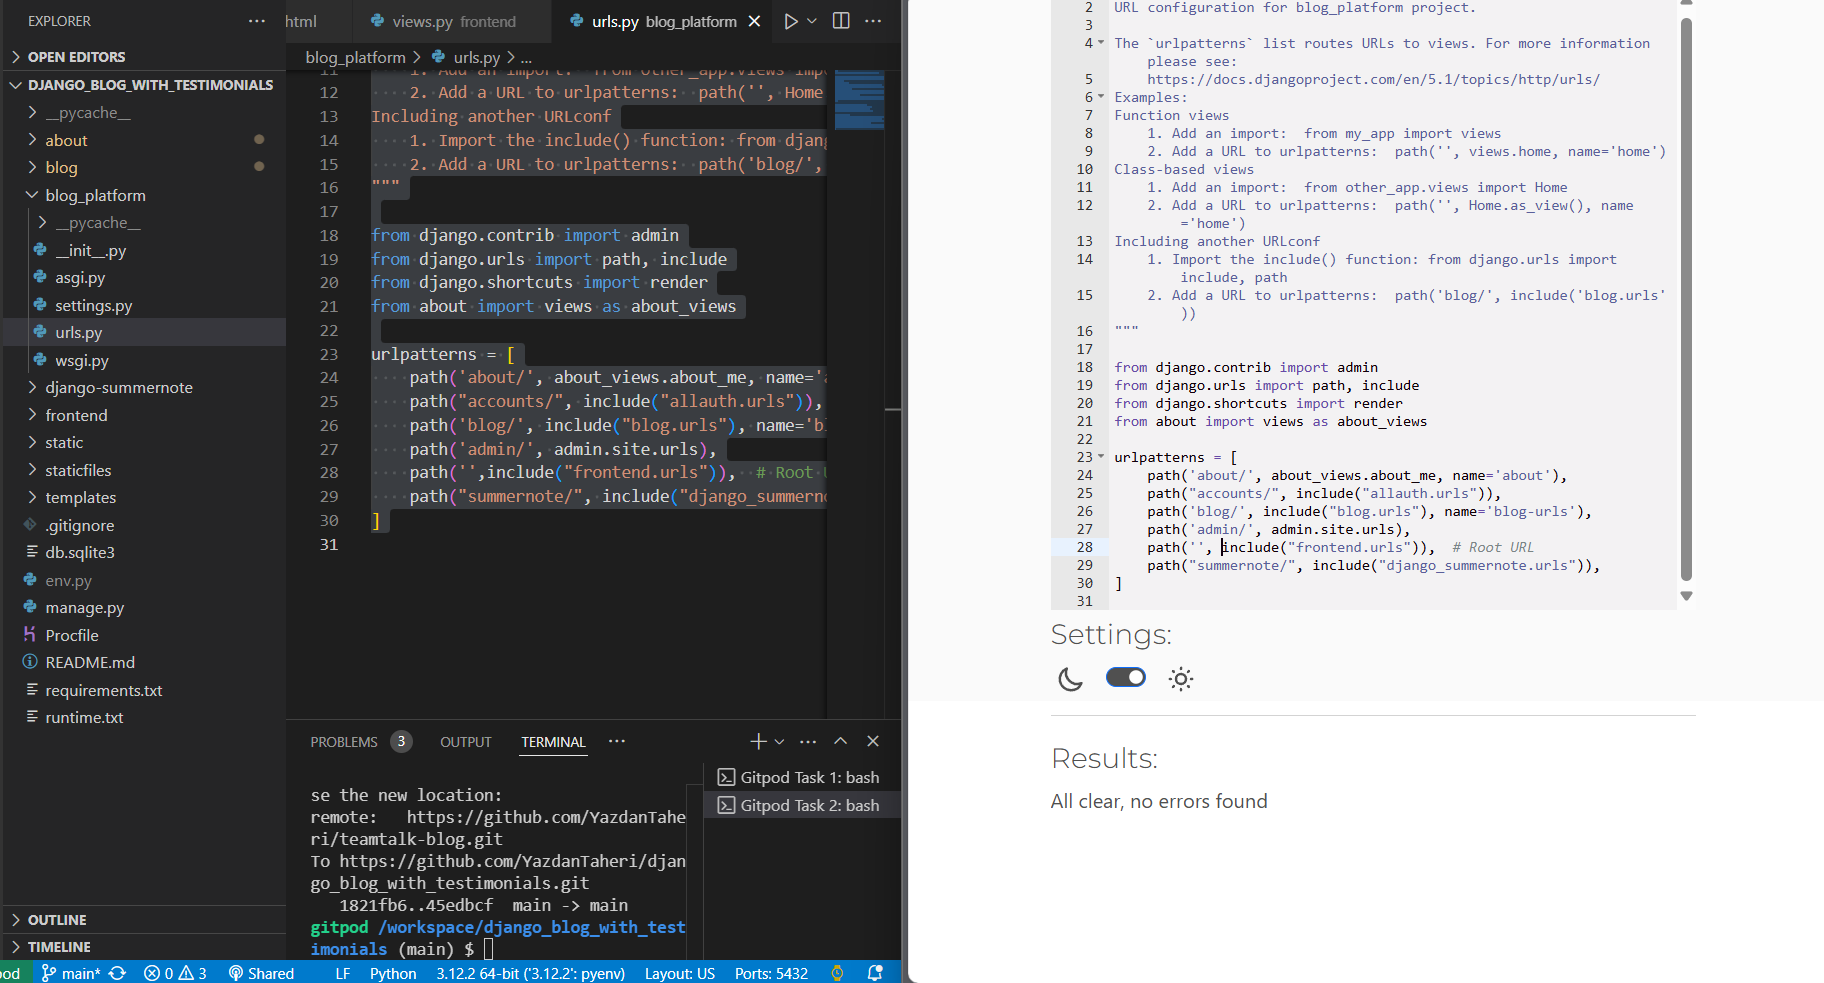 EXPLORER
OPEN EDITORS
DJANGO_BLOG_WITH_TESTIMONIALS
__pycache__
about
blog
blog_platform
__pycache__
__init__.py
asgi.py
settings.py
urls.py
wsgi.py
django-summernote
frontend
static
staticfiles
templates
.gitignore
db.sqlite3
env.py
manage.py
Procfile
README.md
requirements.txt
runtime.txt
OUTLINE
TIMELINE
html
views.py frontend
urls.py blog_platform
blog_platform > urls.py > ...
11 1. Add an import: from other_app.views imp
12 2. Add a URL to urlpatterns: path('', Home
13 Including another URLconf
14 1. Import the include() function: from djan
15 2. Add a URL to urlpatterns: path('blog/',
16 """
17
18 from django.contrib import admin
19 from django.urls import path, include
20 from django.shortcuts import render
21 from about import views as about_views
22
23 urlpatterns = [
24 path('about/', about_views.about_me, name='a
25 path("accounts/", include("allauth.urls")),
26 path('blog/', include("blog.urls"), name='bl
27 path('admin/', admin.site.urls),
28 path('',include("frontend.urls")), # Root U
29 path("summernote/", include("django_summern
30 ]
31
PROBLEMS 3 OUTPUT TERMINAL
se the new location:
remote: https://github.com/YazdanTahe
ri/teamtalk-blog.git
To https://github.com/YazdanTaheri/djan
go_blog_with_testimonials.git
1821fb6..45edbcf main -> main
gitpod /workspace/django_blog_with_test
imonials (main) $
Gitpod Task 1: bash
Gitpod Task 2: bash
pod main* 0 3 Shared LF Python 3.12.2 64-bit ('3.12.2': pyenv) Layout: US Ports: 5432
2 URL configuration for blog_platform project.
3
4 The `urlpatterns` list routes URLs to views. For more information
please see:
5 https://docs.djangoproject.com/en/5.1/topics/http/urls/
6 Examples:
7 Function views
8 1. Add an import: from my_app import views
9 2. Add a URL to urlpatterns: path('', views.home, name='home')
10 Class-based views
11 1. Add an import: from other_app.views import Home
12 2. Add a URL to urlpatterns: path('', Home.as_view(), name
='home')
13 Including another URLconf
14 1. Import the include() function: from django.urls import
include, path
15 2. Add a URL to urlpatterns: path('blog/', include('blog.urls'
))
16 """
17
18 from django.contrib import admin
19 from django.urls import path, include
20 from django.shortcuts import render
21 from about import views as about_views
22
23 urlpatterns = [
24 path('about/', about_views.about_me, name='about'),
25 path("accounts/", include("allauth.urls")),
26 path('blog/', include("blog.urls"), name='blog-urls'),
27 path('admin/', admin.site.urls),
28 path('', include("frontend.urls")), # Root URL
29 path("summernote/", include("django_summernote.urls")),
30 ]
31
Settings:
Results:
All clear, no errors found